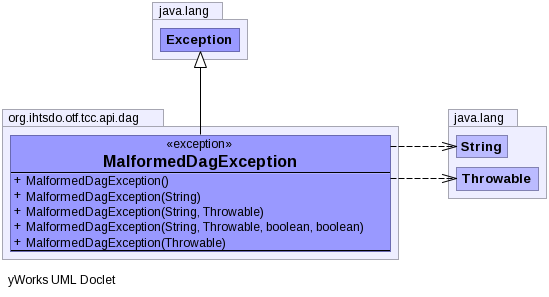 java.lang
Exception
org.ihtsdo.otf.tcc.api.dag
java.lang
«exception»
MalformedDagException
String
Throwable
+ MalformedDagException()
+ MalformedDagException(String)
+ MalformedDagException(String, Throwable)
+ MalformedDagException(String, Throwable, boolean, boolean)
+ MalformedDagException(Throwable)
yWorks UML Doclet